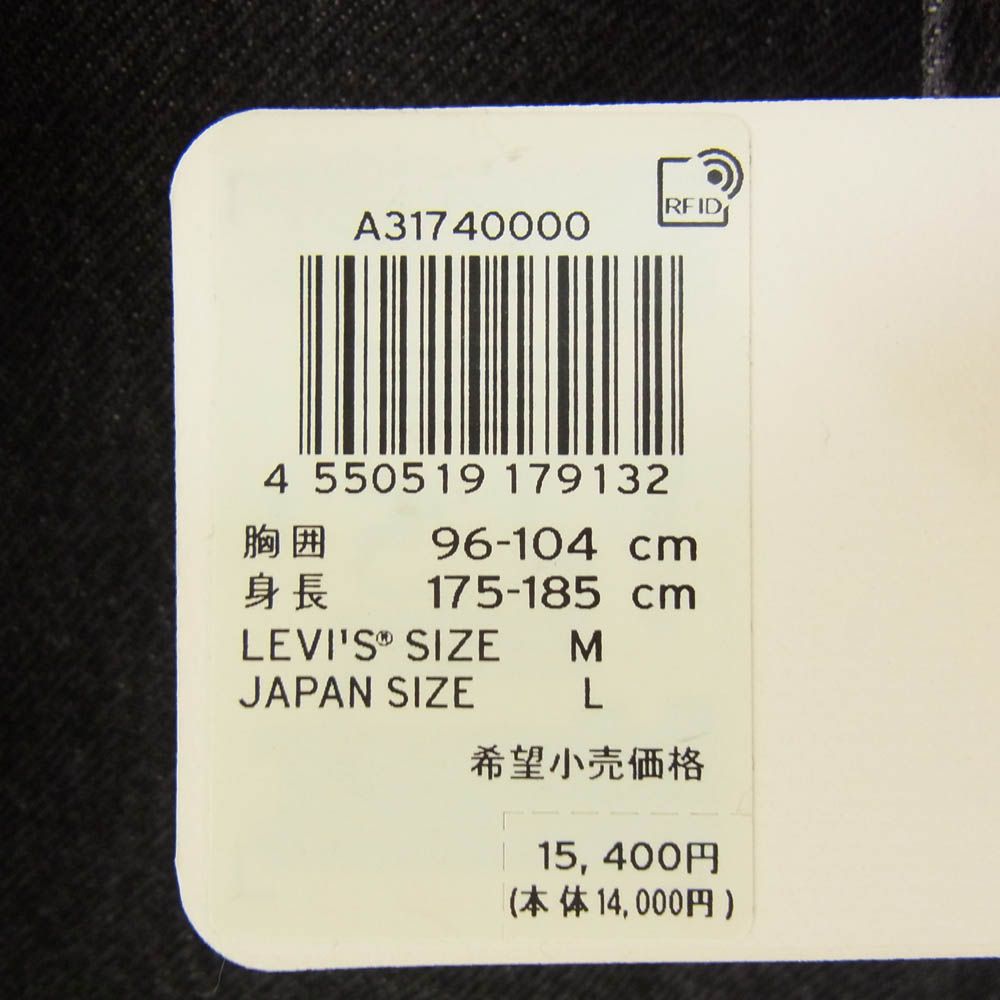 RFID
A31740000
4 550519 179132
胸囲 96-104 cm
身長 175-185 cm
LEVI'S® SIZE M
JAPAN SIZE L
希望小売価格
15,400円
(本体14,000円)